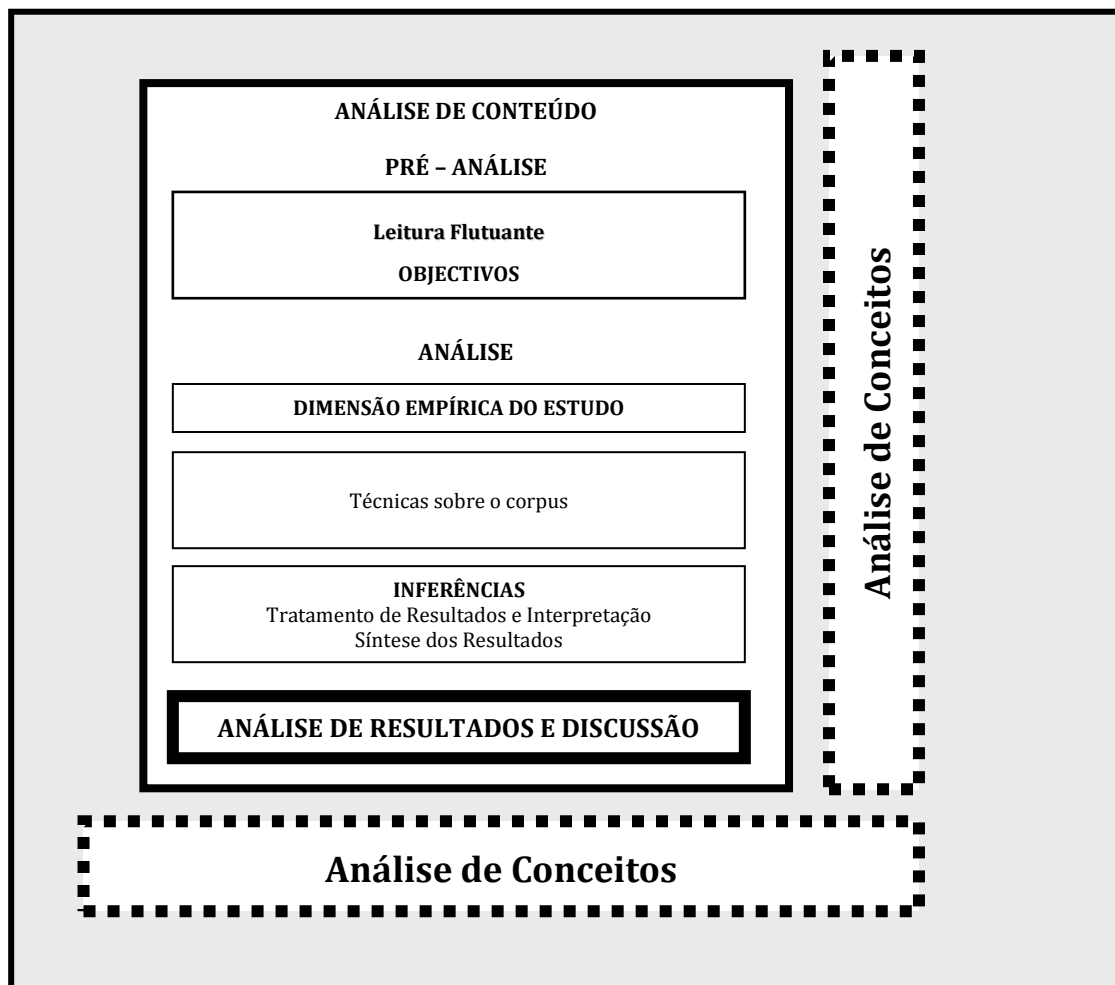 ANÁLISE DE CONTEÚDO
PRÉ – ANÁLISE
Leitura Flutuante
OBJECTIVOS
ANÁLISE
DIMENSÃO EMPÍRICA DO ESTUDO
Técnicas sobre o corpus
INFERÊNCIAS
Tratamento de Resultados e Interpretação
Síntese dos Resultados
ANÁLISE DE RESULTADOS E DISCUSSÃO
Análise de Conceitos
Análise de Conceitos